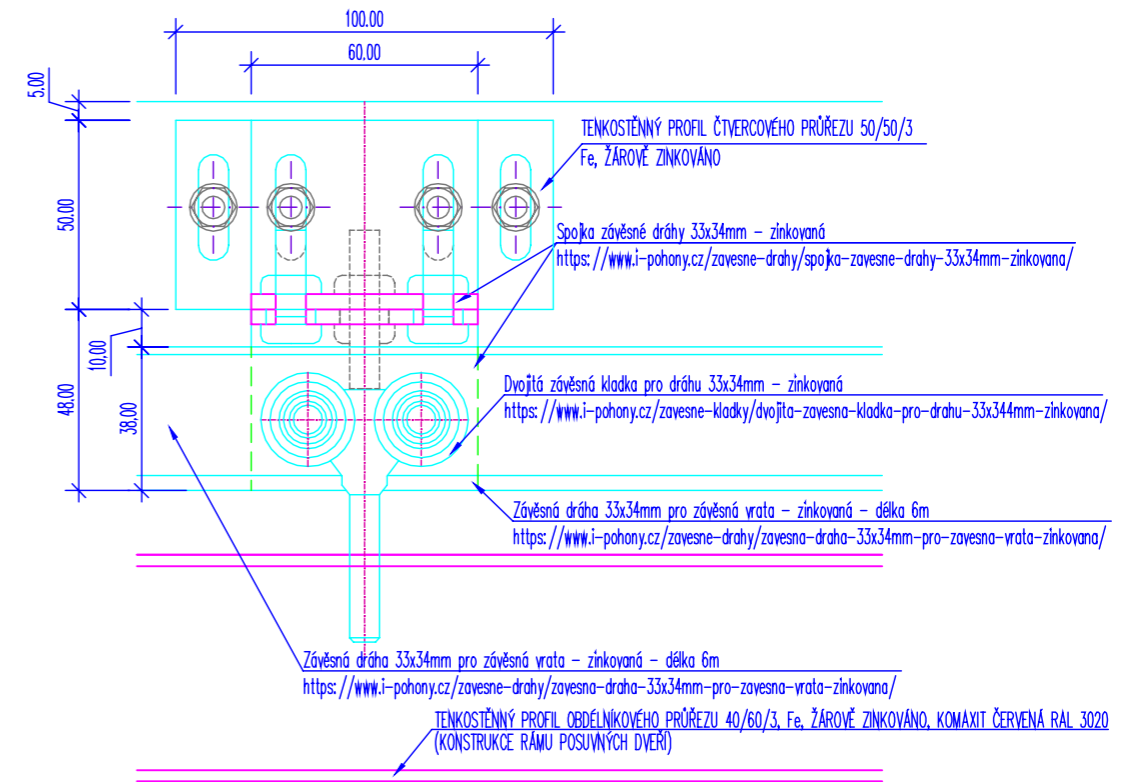 100.00
60.00
5.00
TENKOSTĚNNÝ PROFIL ČTVERCOVÉHO PRŮŘEZU 50/50/3
Fe, ŽÁROVĚ ZINKOVÁNO
50.00
Spojka závěsné dráhy 33x34mm – zinkovaná
https://www.i-pohony.cz/zavesne-drahy/spojka-zavesne-drahy-33x34mm-zinkovana/
10.00
48.00
38.00
Dvojitá závěsná kladka pro dráhu 33x34mm – zinkovaná
https://www.i-pohony.cz/zavesne-kladky/dvojita-zavesna-kladka-pro-drahu-33x344mm-zinkovana/
Závěsná dráha 33x34mm pro závěsná vrata – zinkovaná – délka 6m
https://www.i-pohony.cz/zavesne-drahy/zavesna-draha-33x34mm-pro-zavesna-vrata-zinkovana/
Závěsná dráha 33x34mm pro závěsná vrata – zinkovaná – délka 6m
https://www.i-pohony.cz/zavesne-drahy/zavesna-draha-33x34mm-pro-zavesna-vrata-zinkovana/
TENKOSTĚNNÝ PROFIL OBDÉLNÍKOVÉHO PRŮŘEZU 40/60/3, Fe, ŽÁROVĚ ZINKOVÁNO, KOMAXIT ČERVENÁ RAL 3020
(KONSTRUKCE RÁMU POSUVNÝCH DVEŘÍ)